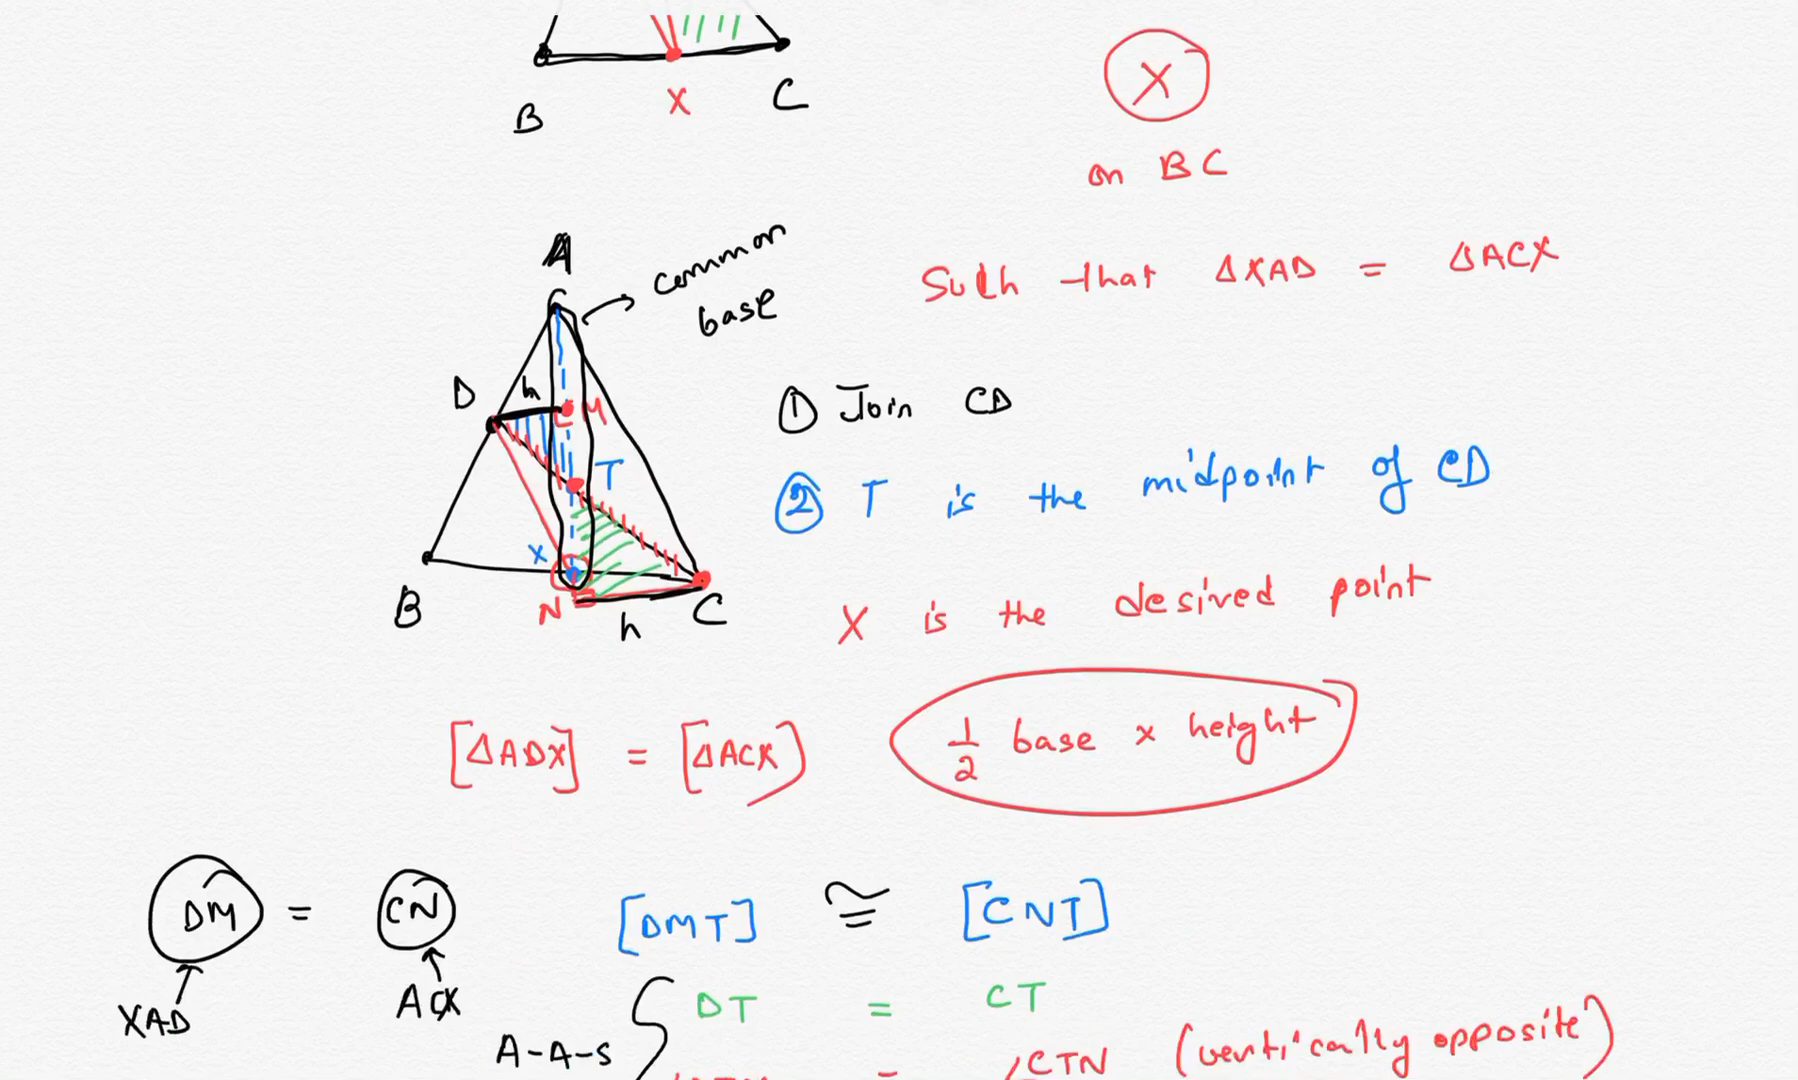 B X C
X
on BC
A
common
base
Such that ΔXAD = ΔACX
D h M
① Join CD
T
② T is the midpoint of CD
X
B N h C
X is the desired point
[ΔADX] = [ΔACX]
1/2 base x height
DM = CN
[DMT] ≅ [CNT]
XAD ACX
DT = CT
A-A-S
= ∠CTN (vertically opposite)